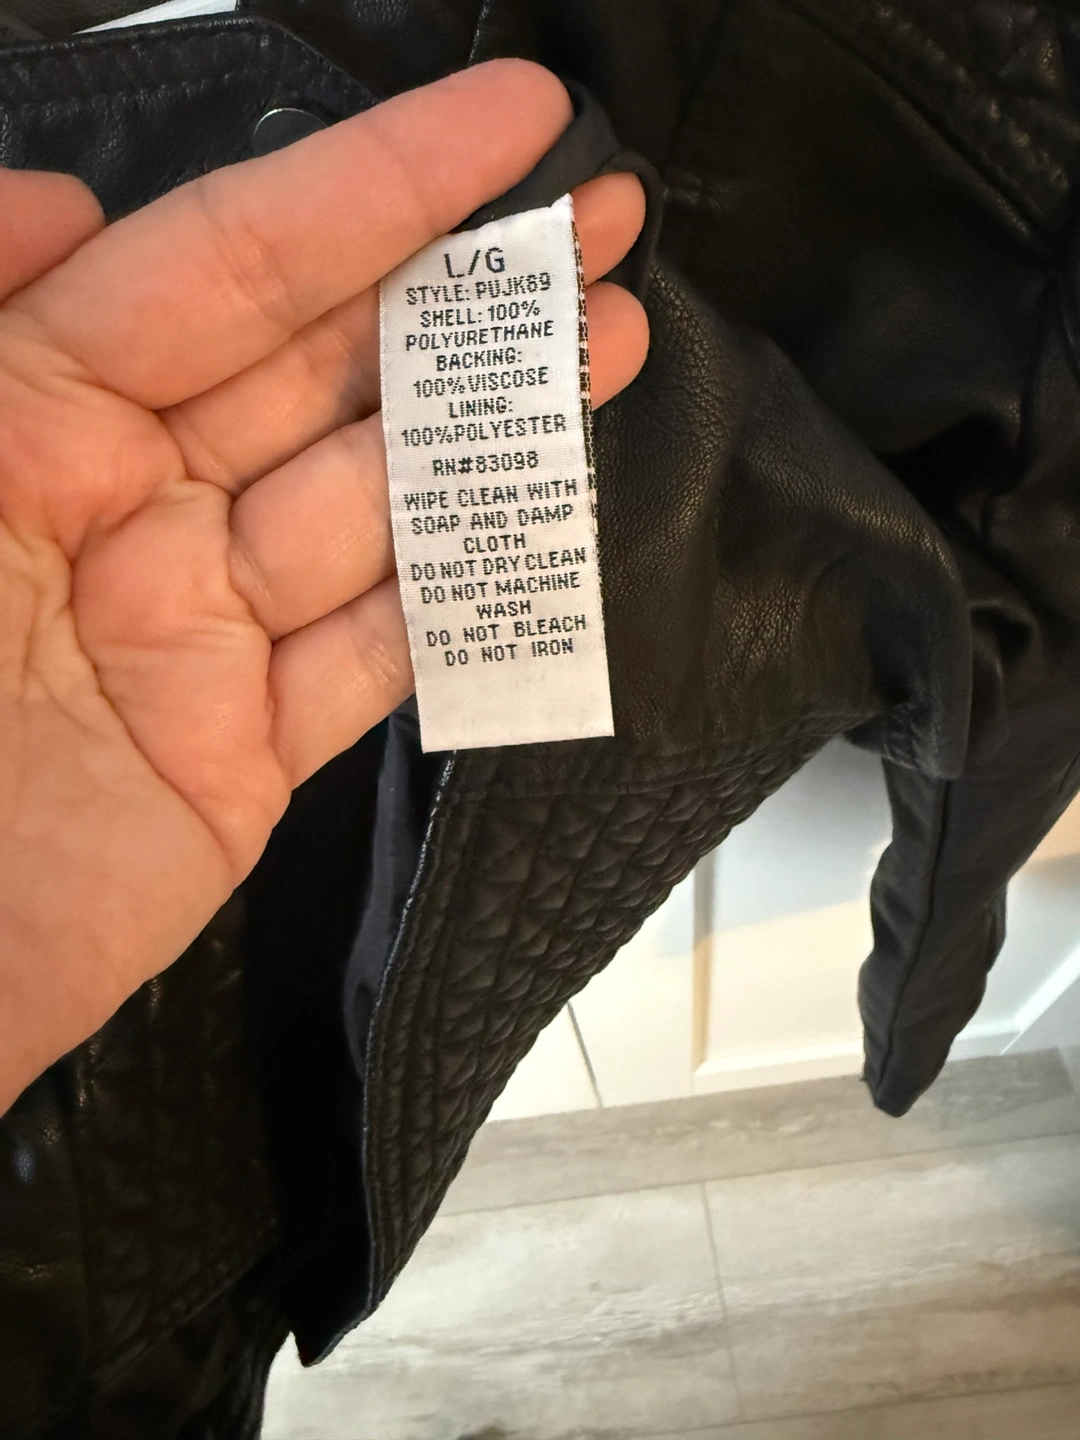 L/G
STYLE: PUJK89
SHELL: 100%
POLYURETHANE
BACKING:
100% VISCOSE
LINING:
100%POLYESTER
RN#83098
WIPE CLEAN WITH
SOAP AND DAMP
CLOTH
DO NOT DRY CLEAN
DO NOT MACHINE
WASH
DO NOT BLEACH
DO NOT IRON